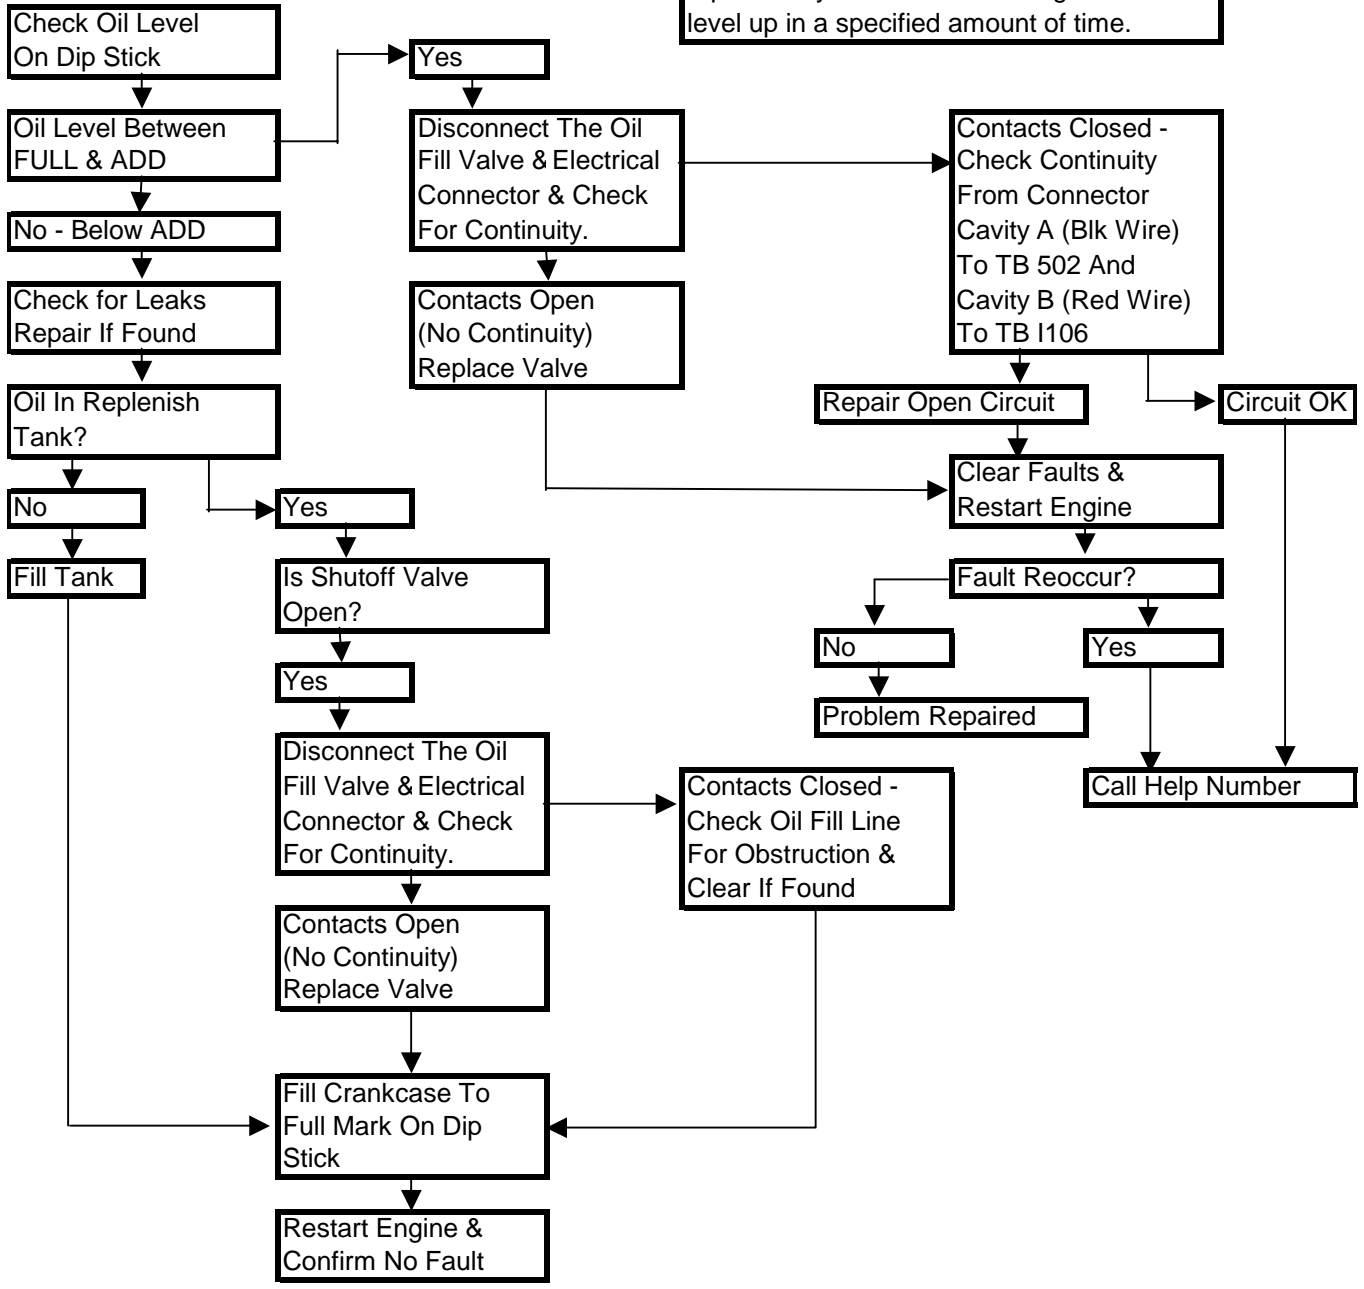 level up in a specified amount of time.
Check Oil Level
On Dip Stick
Yes
Oil Level Between
FULL & ADD
Disconnect The Oil
Fill Valve & Electrical
Connector & Check
For Continuity.
Contacts Closed -
Check Continuity
From Connector
Cavity A (Blk Wire)
To TB 502 And
Cavity B (Red Wire)
To TB I106
No - Below ADD
Check for Leaks
Repair If Found
Contacts Open
(No Continuity)
Replace Valve
Oil In Replenish
Tank?
Repair Open Circuit
Circuit OK
Clear Faults &
Restart Engine
No
Yes
Fill Tank
Is Shutoff Valve
Open?
Fault Reoccur?
No
Yes
Yes
Problem Repaired
Disconnect The Oil
Fill Valve & Electrical
Connector & Check
For Continuity.
Contacts Closed -
Check Oil Fill Line
For Obstruction &
Clear If Found
Call Help Number
Contacts Open
(No Continuity)
Replace Valve
Fill Crankcase To
Full Mark On Dip
Stick
Restart Engine &
Confirm No Fault